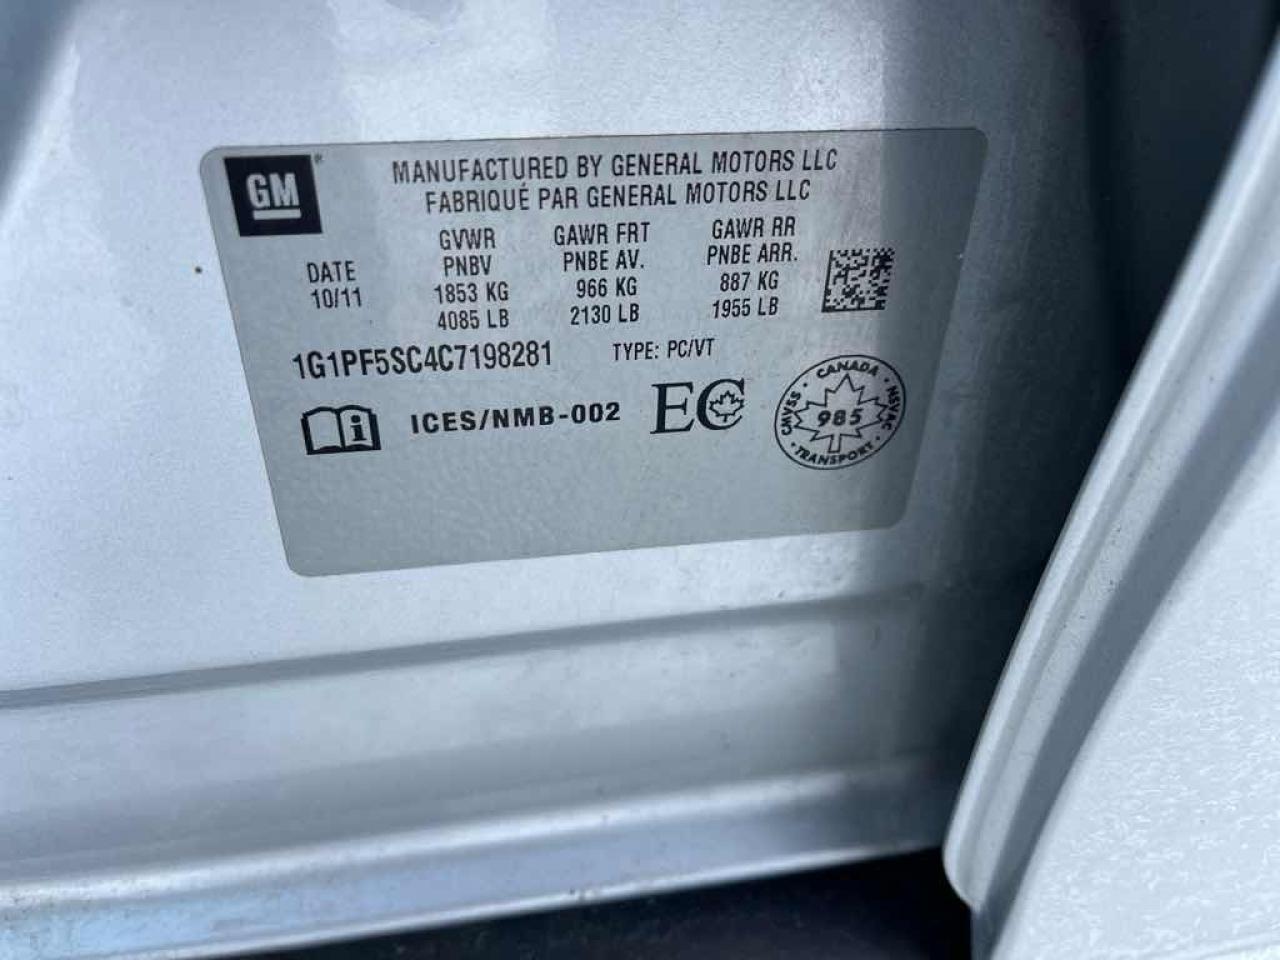 GM®
MANUFACTURED BY GENERAL MOTORS LLC
FABRIQUÉ PAR GENERAL MOTORS LLC
GVWR GAWR FRT GAWR RR
DATE PNBV PNBE AV. PNBE ARR.
10/11 1853 KG 966 KG 887 KG
4085 LB 2130 LB 1955 LB
1G1PF5SC4C7198281 TYPE: PC/VT
i ICES/NMB-002 EC
CANADA
CMVSS 985 NSVAC
TRANSPORT